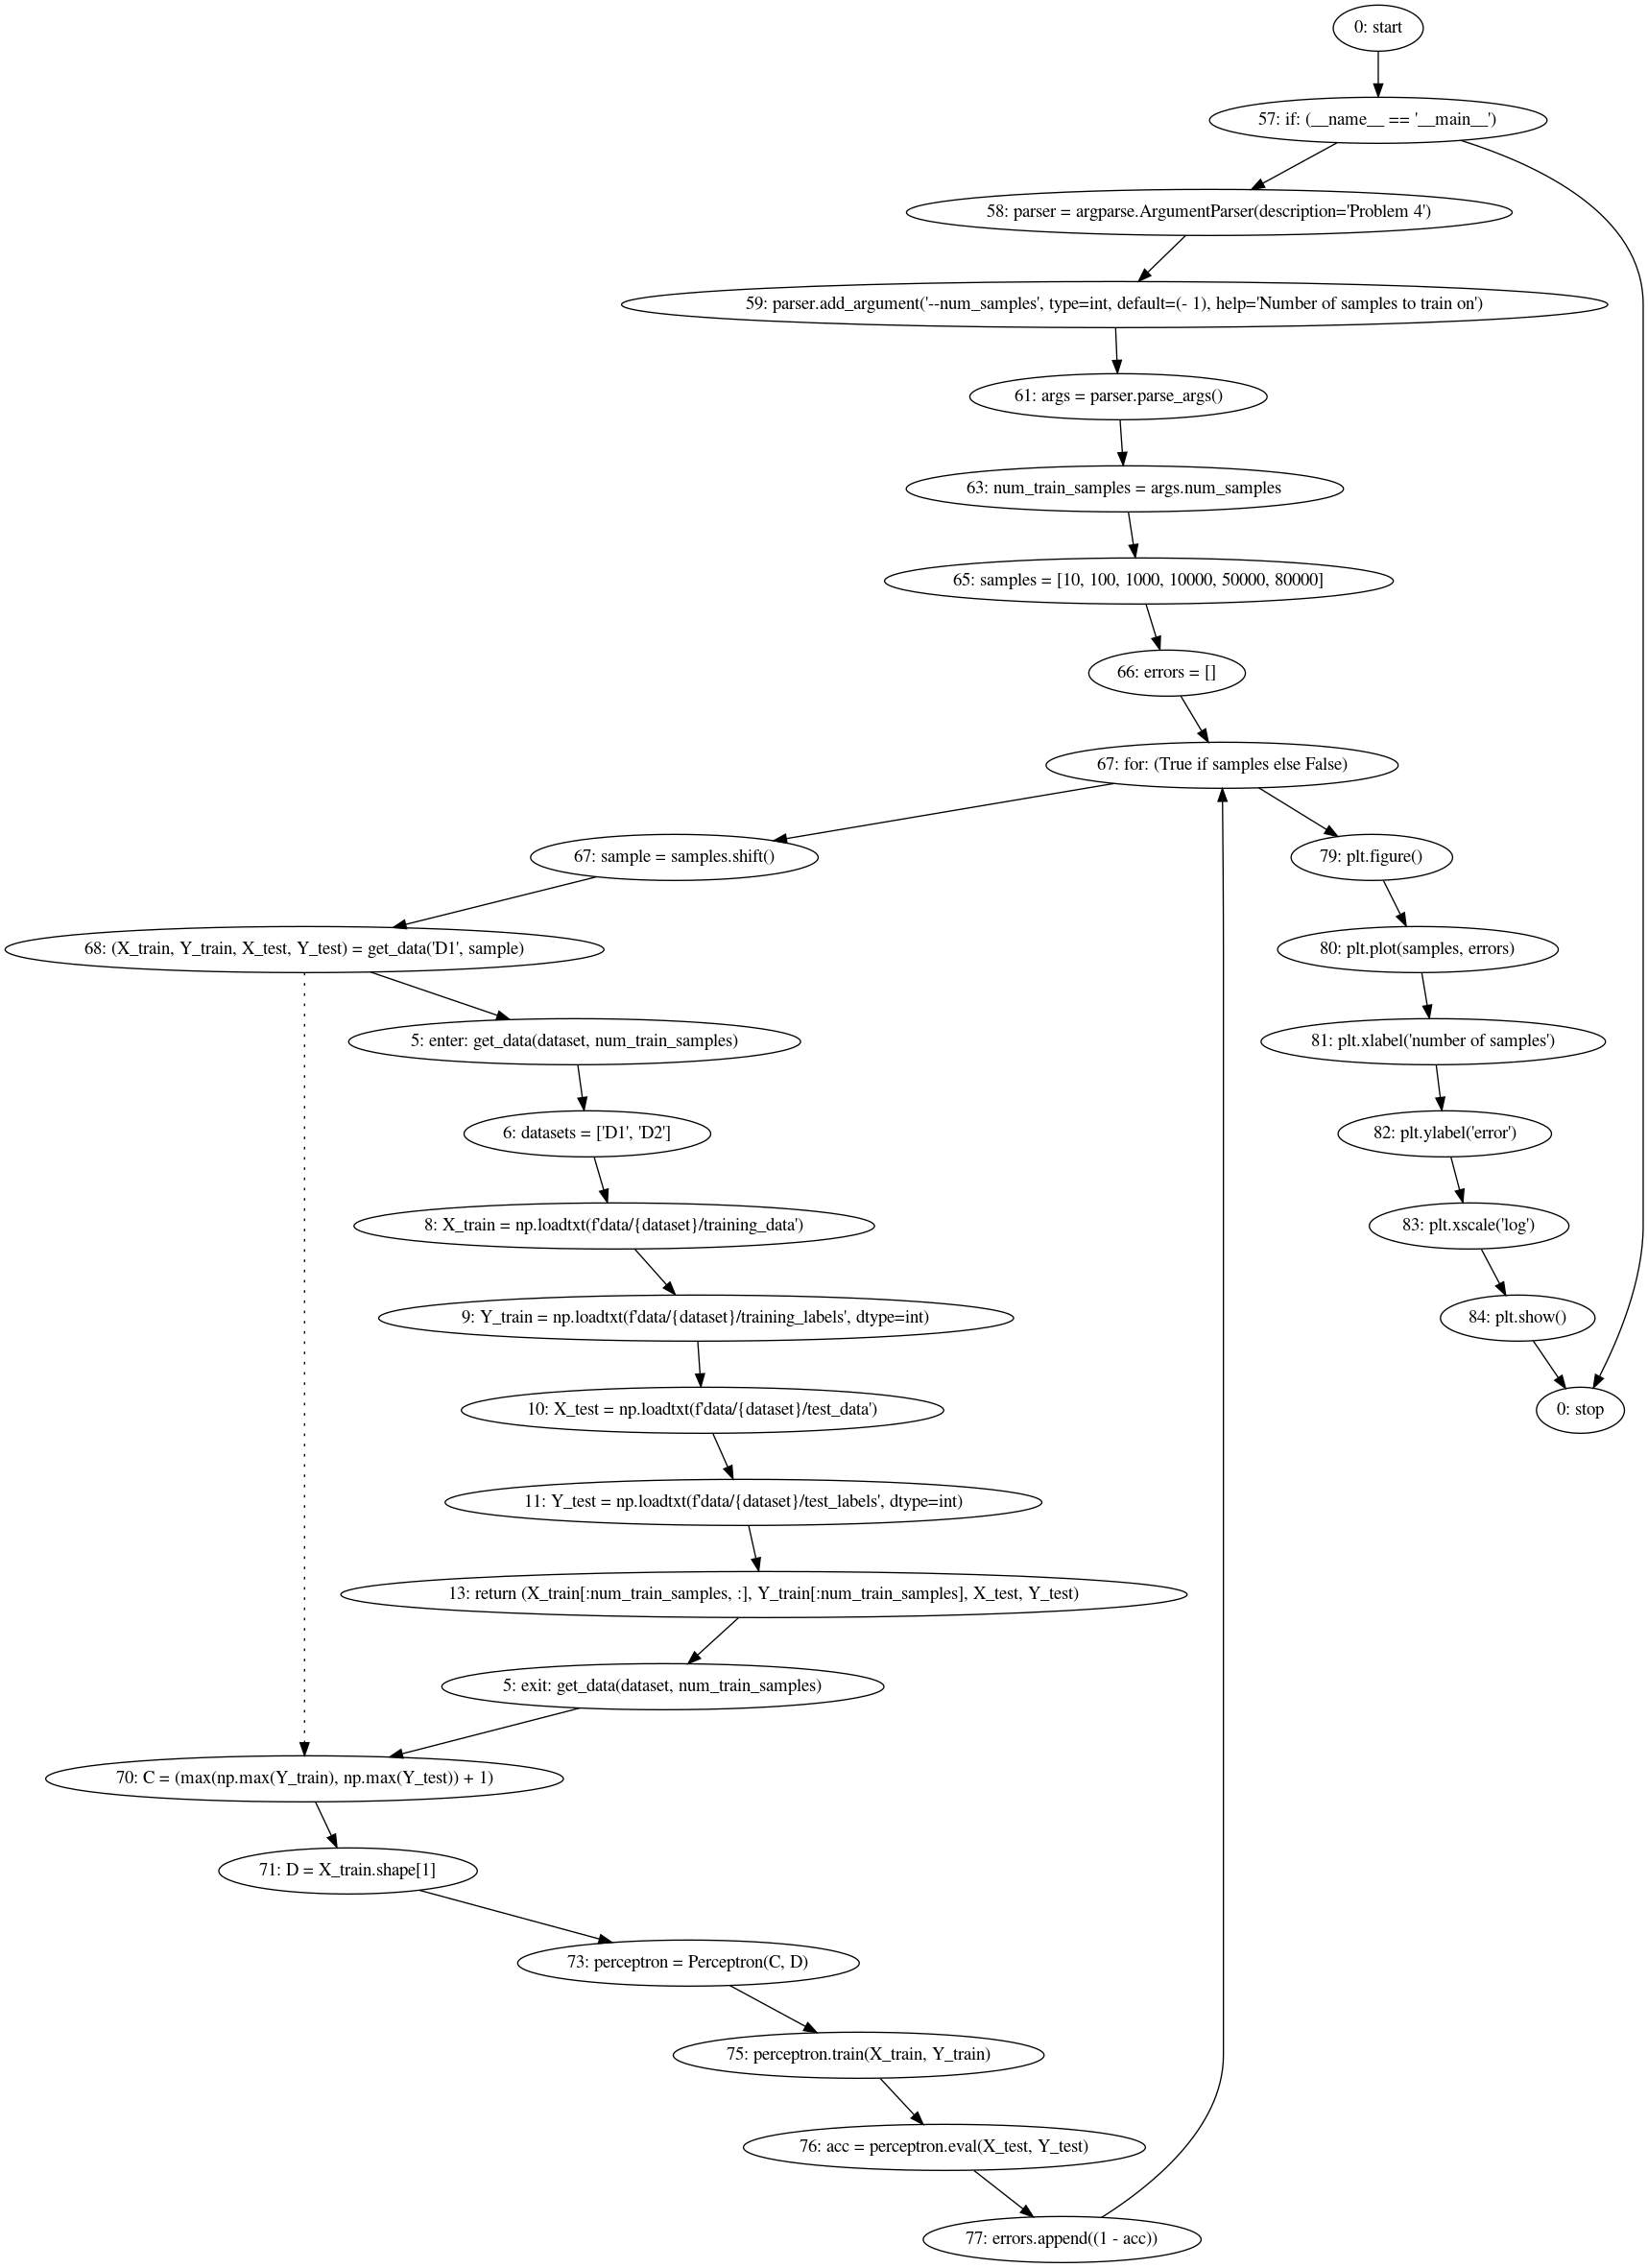 0: start
57: if: (__name__ == '__main__')
58: parser = argparse.ArgumentParser(description='Problem 4')
59: parser.add_argument('--num_samples', type=int, default=(- 1), help='Number of samples to train on')
61: args = parser.parse_args()
63: num_train_samples = args.num_samples
65: samples = [10, 100, 1000, 10000, 50000, 80000]
66: errors = []
67: for: (True if samples else False)
67: sample = samples.shift()
79: plt.figure()
68: (X_train, Y_train, X_test, Y_test) = get_data('D1', sample)
80: plt.plot(samples, errors)
5: enter: get_data(dataset, num_train_samples)
81: plt.xlabel('number of samples')
6: datasets = ['D1', 'D2']
82: plt.ylabel('error')
8: X_train = np.loadtxt(f'data/{dataset}/training_data')
83: plt.xscale('log')
9: Y_train = np.loadtxt(f'data/{dataset}/training_labels', dtype=int)
84: plt.show()
10: X_test = np.loadtxt(f'data/{dataset}/test_data')
0: stop
11: Y_test = np.loadtxt(f'data/{dataset}/test_labels', dtype=int)
13: return (X_train[:num_train_samples, :], Y_train[:num_train_samples], X_test, Y_test)
5: exit: get_data(dataset, num_train_samples)
70: C = (max(np.max(Y_train), np.max(Y_test)) + 1)
71: D = X_train.shape[1]
73: perceptron = Perceptron(C, D)
75: perceptron.train(X_train, Y_train)
76: acc = perceptron.eval(X_test, Y_test)
77: errors.append((1 - acc))